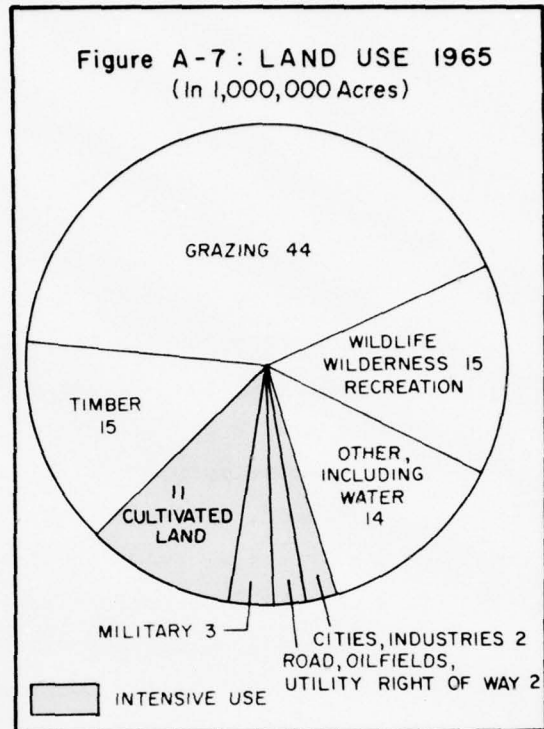 Figure A-7: LAND USE 1965
(In 1,000,000 Acres)
GRAZING 44
WILDLIFE
WILDERNESS 15
RECREATION
TIMBER
15
OTHER,
INCLUDING
WATER
14
11
CULTIVATED
LAND
MILITARY 3
CITIES, INDUSTRIES 2
ROAD, OILFIELDS,
UTILITY RIGHT OF WAY 2
INTENSIVE USE